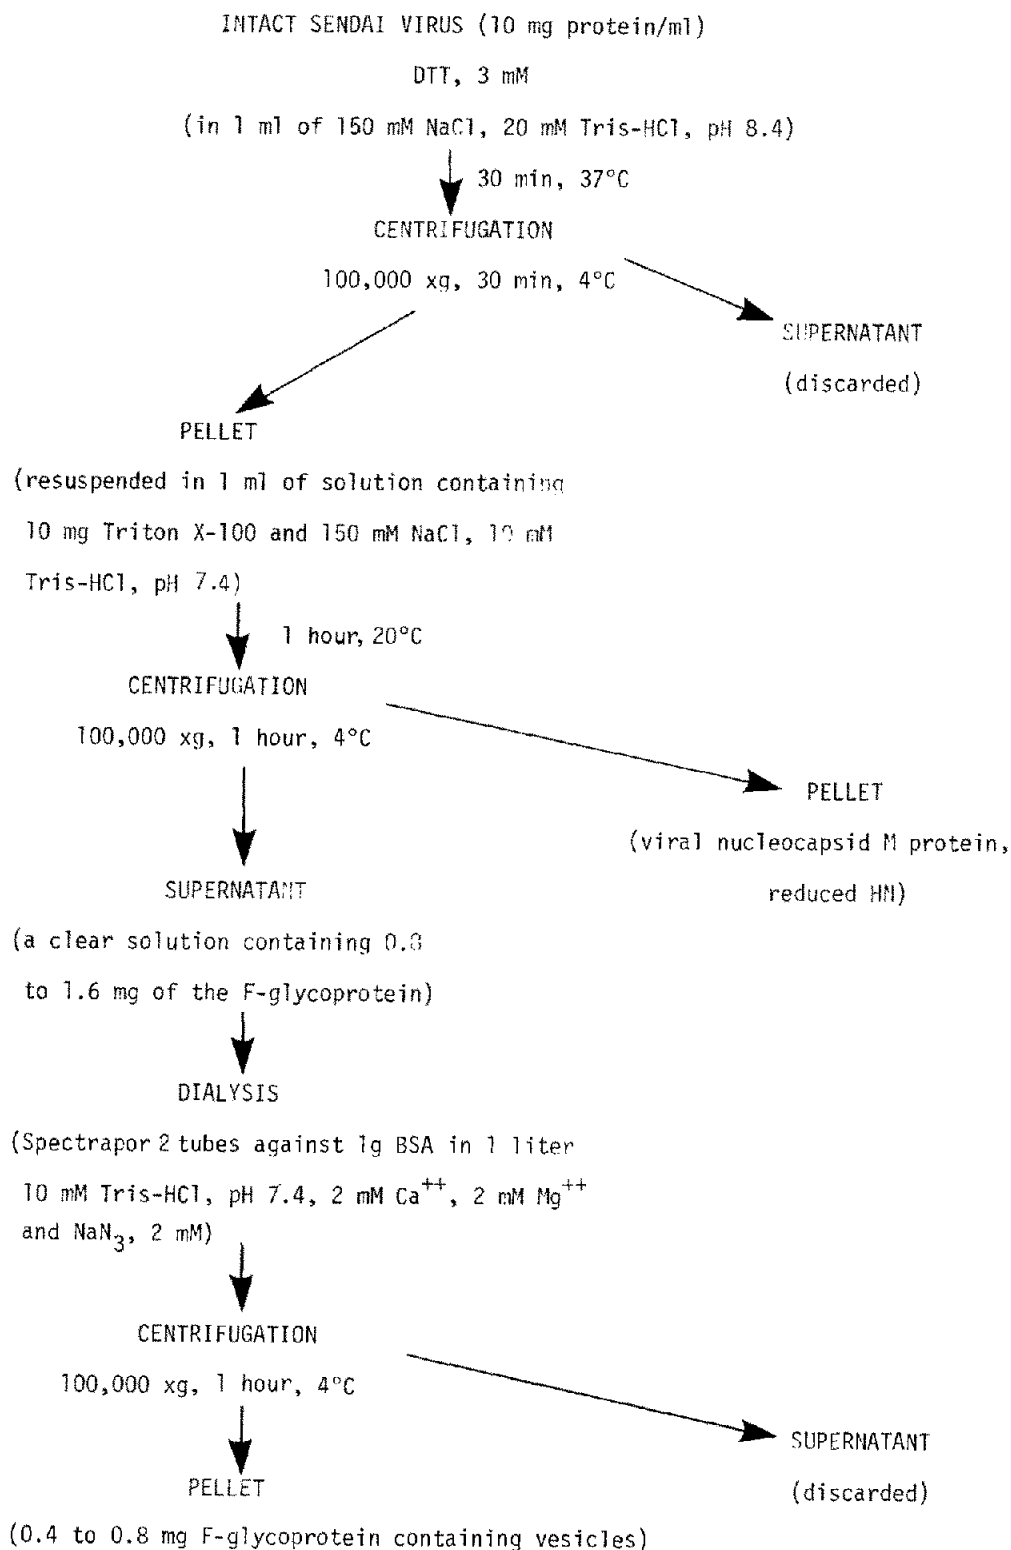 INTACT SENDAI VIRUS (10 mg protein/ml)
DTT, 3 mM
(in 1 ml of 150 mM NaCl, 20 mM Tris-HCl, pH 8.4)
30 min, 37°C
CENTRIFUGATION
100,000 xg, 30 min, 4°C
SUPERNATANT
(discarded)
PELLET
(resuspended in 1 ml of solution containing
10 mg Triton X-100 and 150 mM NaCl, 10 mM
Tris-HCl, pH 7.4)
1 hour, 20°C
CENTRIFUGATION
100,000 xg, 1 hour, 4°C
PELLET
(viral nucleocapsid M protein,
reduced HN)
SUPERNATANT
(a clear solution containing 0.8
to 1.6 mg of the F-glycoprotein)
DIALYSIS
(Spectrapor 2 tubes against 1g BSA in 1 liter
10 mM Tris-HCl, pH 7.4, 2 mM Ca⁺⁺, 2 mM Mg⁺⁺
and NaN₃, 2 mM)
CENTRIFUGATION
100,000 xg, 1 hour, 4°C
SUPERNATANT
(discarded)
PELLET
(0.4 to 0.8 mg F-glycoprotein containing vesicles)